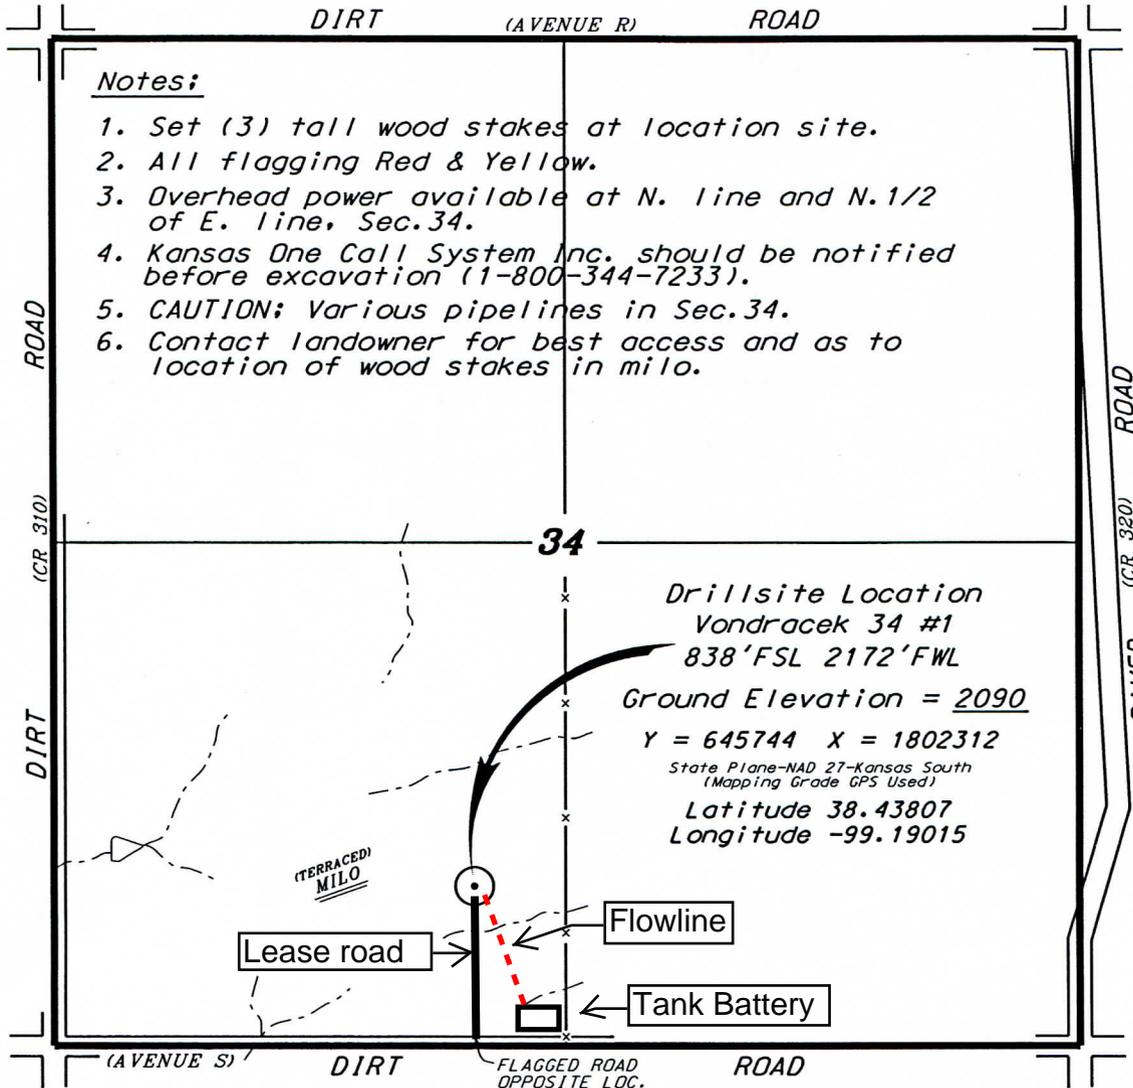 DIRT (AVENUE R) ROAD
Notes:
1. Set (3) tall wood stakes at location site.
2. All flagging Red & Yellow.
3. Overhead power available at N. line and N.1/2
of E. line, Sec.34.
4. Kansas One Call System Inc. should be notified
before excavation (1-800-344-7233).
5. CAUTION: Various pipelines in Sec.34.
6. Contact landowner for best access and as to
location of wood stakes in milo.
ROAD
(CR 310)
DIRT
ROAD
(CR 320)
34
Drillsite Location
Vondracek 34 #1
838'FSL 2172'FWL
Ground Elevation = 2090
Y = 645744 X = 1802312
State Plane-NAD 27-Kansas South
(Mapping Grade GPS Used)
Latitude 38.43807
Longitude -99.19015
(TERRACED)
MILO
Lease road
Flowline
Tank Battery
(AVENUE S) DIRT ROAD
FLAGGED ROAD
OPPOSITE LOC.